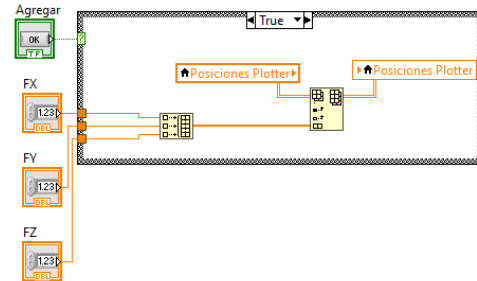 Agregar
OK
TF
True
?
Posiciones Plotter
Posiciones Plotter
FX
1.23
DBL
FY
1.23
DBL
FZ
1.23
DBL